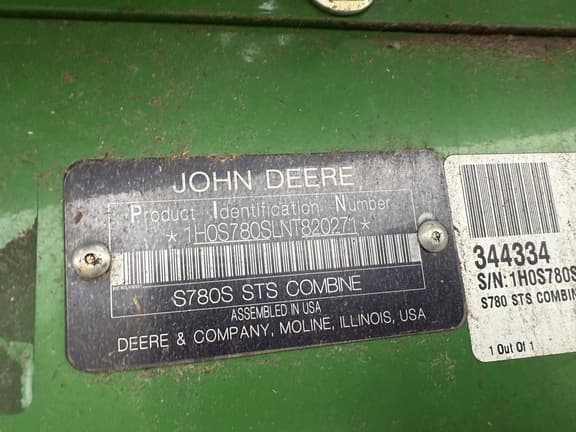 JOHN DEERE
Product Identification Number
*1H0S780SLNT820271*
S780S STS COMBINE
ASSEMBLED IN USA
DEERE & COMPANY, MOLINE, ILLINOIS, USA
344334
S/N:1H0S780S
S780 STS COMBIN
1 Out Of 1